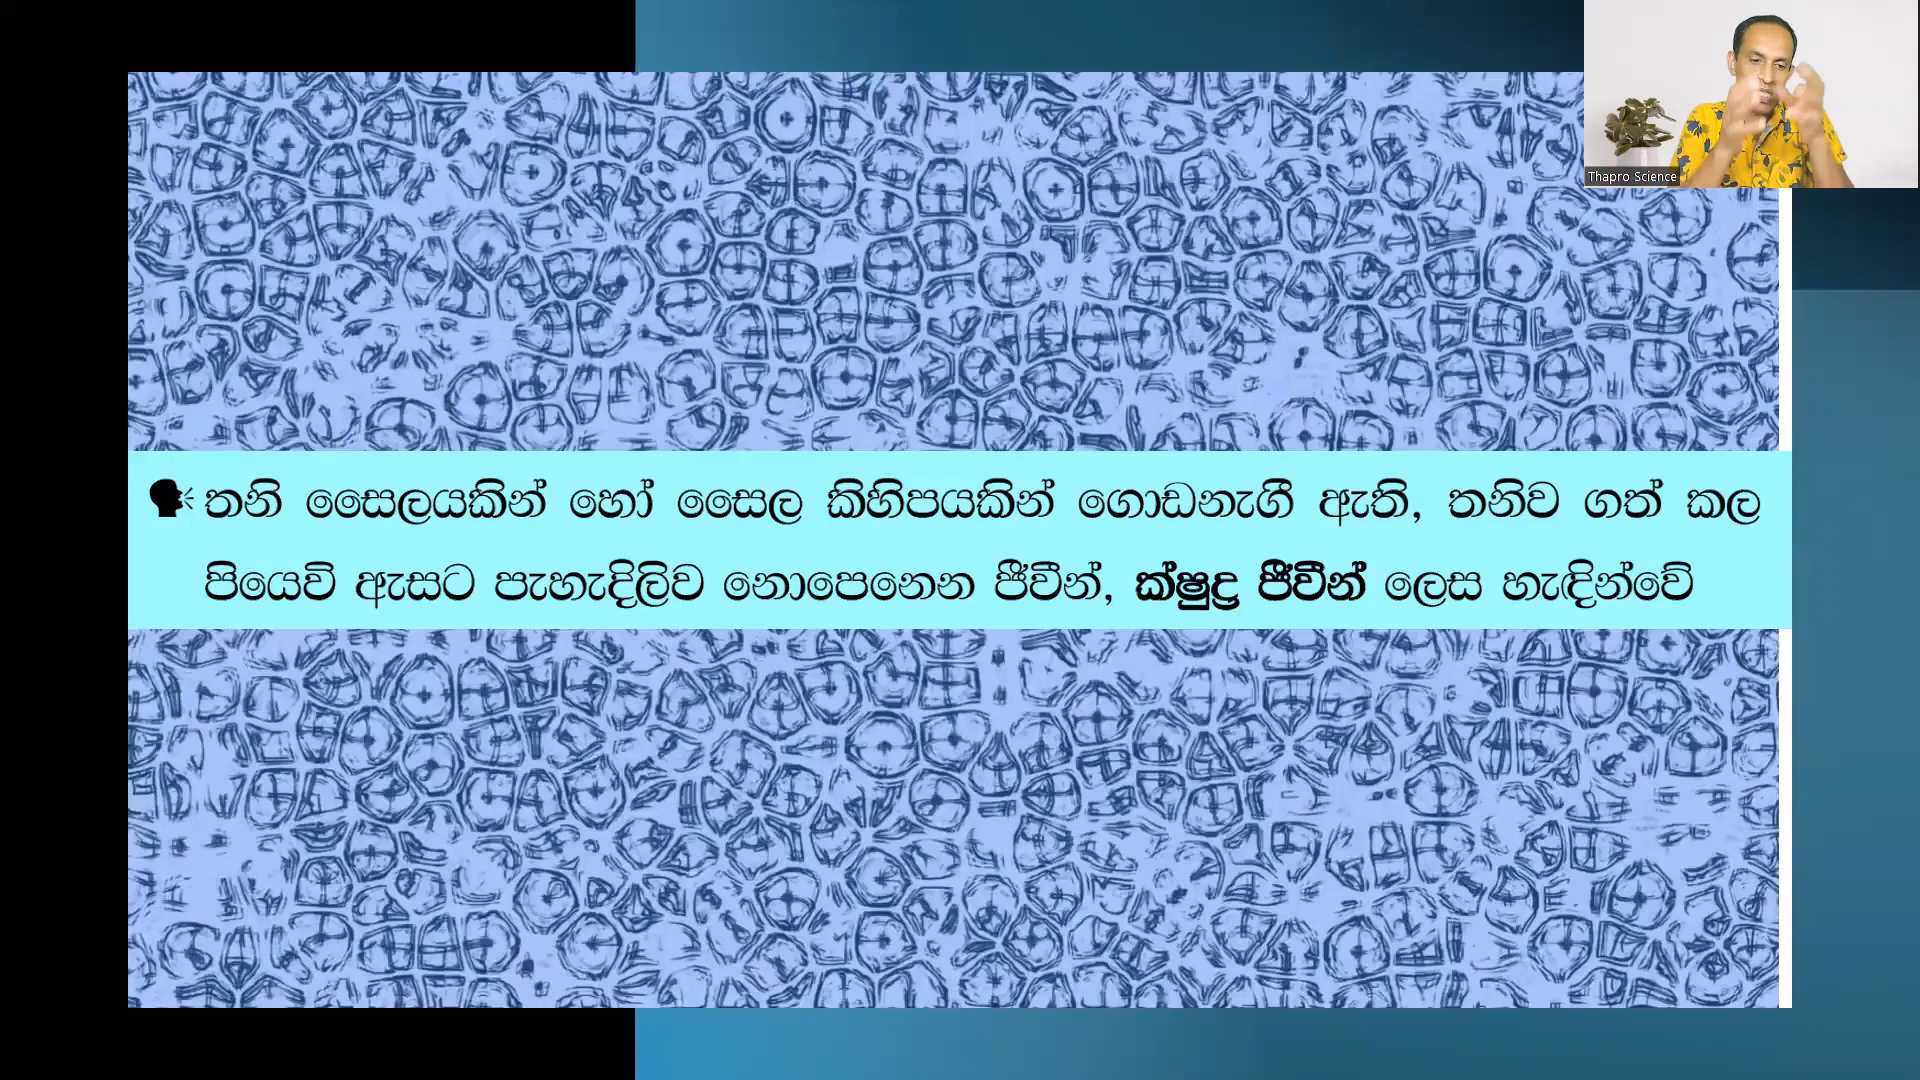 Thapro Science
තනි සෛලයකින් හෝ සෛල කිහිපයකින් ගොඩනැගී ඇති, තනිව ගත් කල
පියෙවි ඇසට පැහැදිලිව නොපෙනෙන ජීවීන්, ක්ෂුද්‍ර ජීවීන් ලෙස හැඳින්වේ